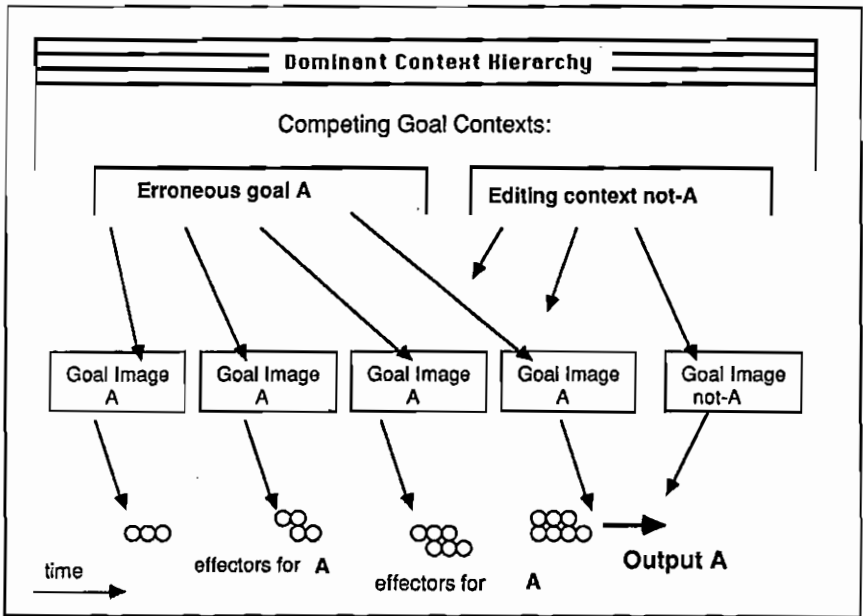 Dominant Context Hierarchy
Competing Goal Contexts:
Erroneous goal A
Editing context not-A
Goal Image
A
Goal Image
A
Goal Image
A
Goal Image
A
Goal Image
not-A
time
effectors for A
effectors for A
Output A